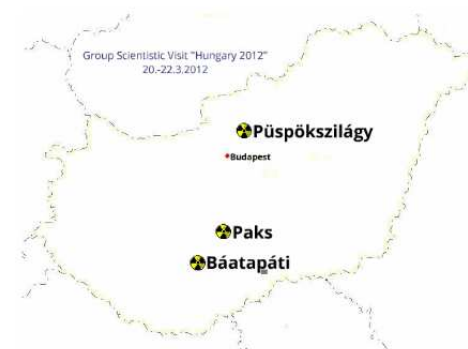 Group Scientistic Visit "Hungary 2012"
20.-22.3.2012
Püspökszilágy
Budapest
Paks
Báatapáti